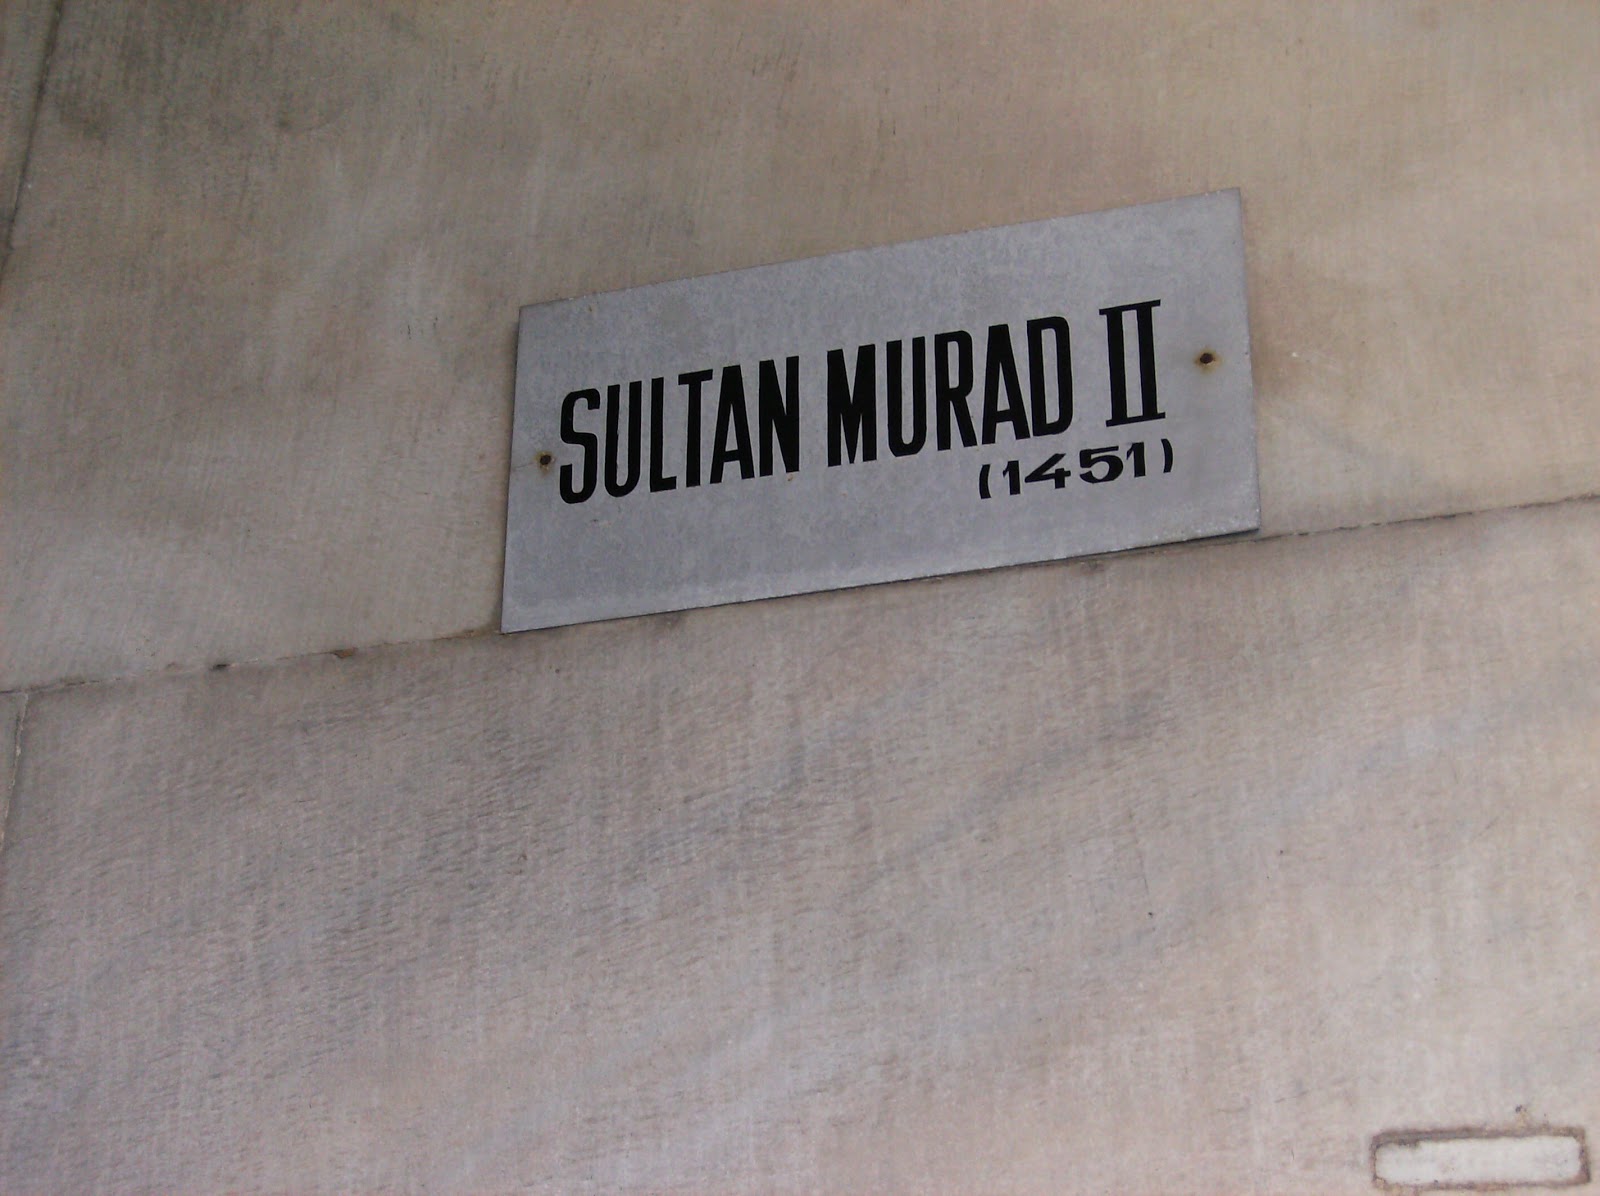 SULTAN MURAD II
(1451)